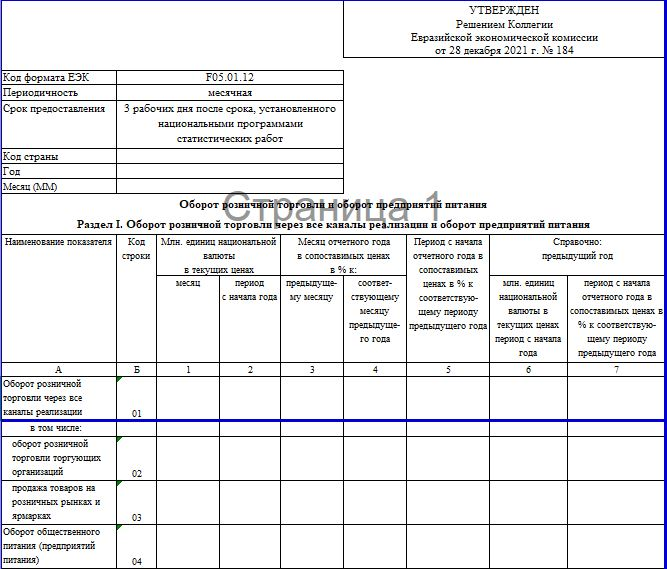 УТВЕРЖДЕН
Решением Коллегии
Евразийской экономической комиссии
от 28 декабря 2021 г. № 184
Код формата ЕЭК F05.01.12
Периодичность месячная
Срок предоставления 3 рабочих дня после срока, установленного
национальными программами
статистических работ
Код страны
Год
Месяц (ММ)
Страница 1
Оборот розничной торговли и оборот предприятий питания
Раздел I. Оборот розничной торговли через все каналы реализации и оборот предприятий питания
Наименование показателя
Код
строки
Млн. единиц национальной
валюты
в текущих ценах
Месяц отчетного года
в сопоставимых ценах
в % к:
Период с начала
отчетного года в
сопоставимых
ценах в % к
соответствую-
щему периоду
предыдущего года
Справочно:
предыдущий год
месяц
период
с начала года
предыдуще-
му месяцу
соответ-
ствующему
месяцу
предыдуще-
го года
млн. единиц
национальной
валюты в
текущих ценах
период с начала
года
период с начала
отчетного года в
сопоставимых ценах в
% к соответствую-
щему периоду
предыдущего года
А Б 1 2 3 4 5 6 7
Оборот розничной
торговли через все
каналы реализации 01
в том числе:
оборот розничной
торговли торгующих
организаций 02
продажа товаров на
розничных рынках и
ярмарках 03
Оборот общественного
питания (предприятий
питания) 04